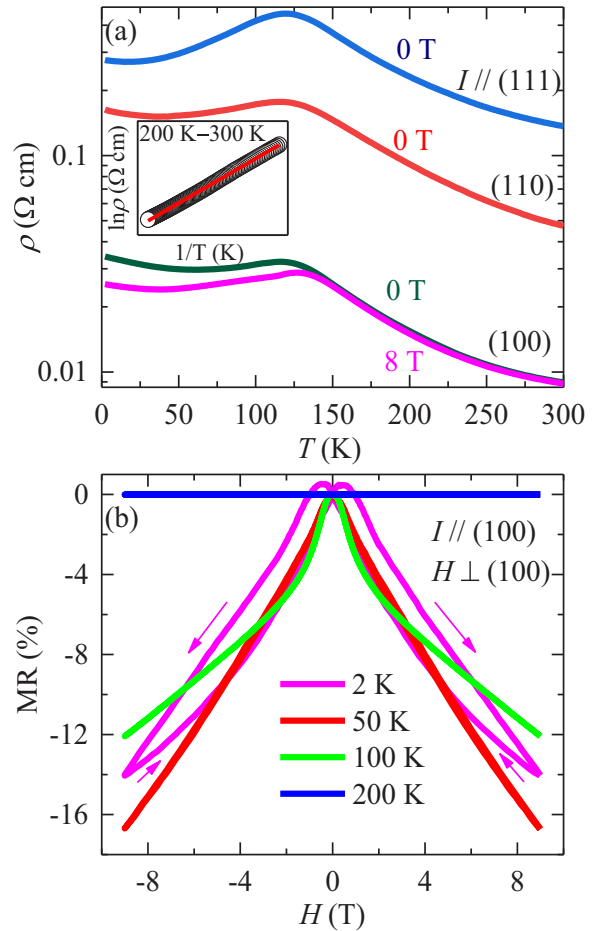 (a)
0 T
I // (111)
0 T
(110)
200 K–300 K
lnρ (Ω cm)
1/T (K)
0 T
8 T
(100)
0.1
0.01
ρ (Ω cm)
0 50 100 150 200 250 300
T (K)
(b)
I // (100)
H ⊥ (100)
2 K
50 K
100 K
200 K
0
-4
-8
-12
-16
MR (%)
-8 -4 0 4 8
H (T)